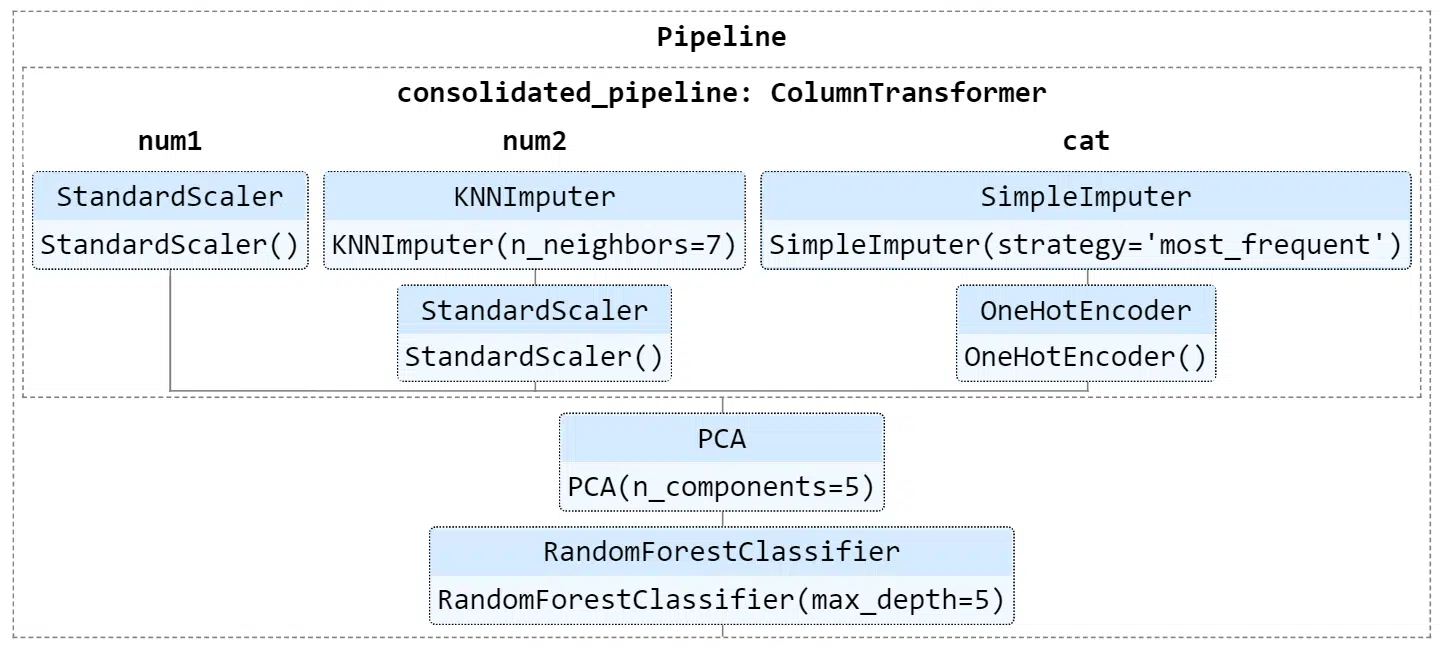 Pipeline
consolidated_pipeline: ColumnTransformer
num1
num2
cat
StandardScaler
StandardScaler()
KNNImputer
KNNImputer(n_neighbors=7)
SimpleImputer
SimpleImputer(strategy='most_frequent')
StandardScaler
StandardScaler()
OneHotEncoder
OneHotEncoder()
PCA
PCA(n_components=5)
RandomForestClassifier
RandomForestClassifier(max_depth=5)